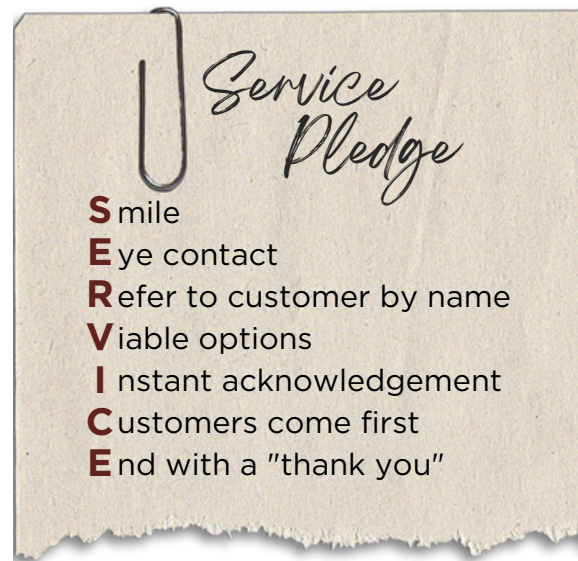 Service
Pledge
Smile
Eye contact
Refer to customer by name
Viable options
Instant acknowledgement
Customers come first
End with a "thank you"